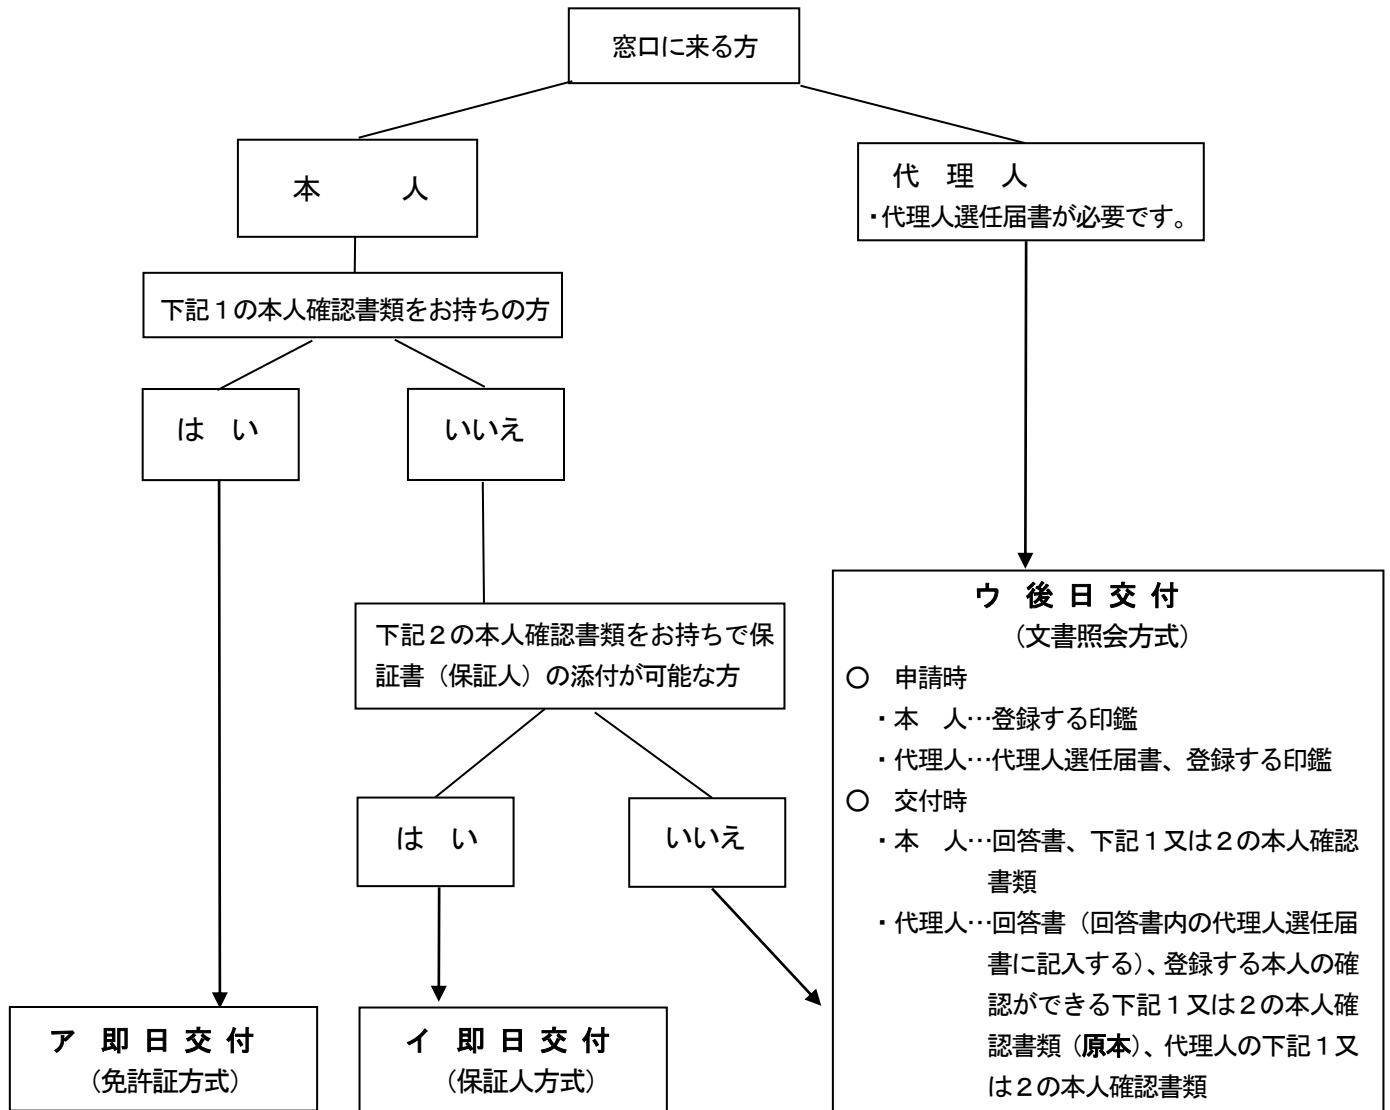 窓口に来る方
本　　　人
代　理　人
・代理人選任届書が必要です。
下記１の本人確認書類をお持ちの方
は　い
いいえ
下記２の本人確認書類をお持ちで保
証書（保証人）の添付が可能な方
は　い
いいえ
ア　即 日 交 付
（免許証方式）
イ　即 日 交 付
（保証人方式）
ウ　後 日 交 付
（文書照会方式）
○　申請時
・本　人…登録する印鑑
・代理人…代理人選任届書、登録する印鑑
○　交付時
・本　人…回答書、下記１又は２の本人確認
書類
・代理人…回答書（回答書内の代理人選任届
書に記入する）、登録する本人の確
認ができる下記１又は２の本人確
認書類（原本）、代理人の下記１又
は２の本人確認書類